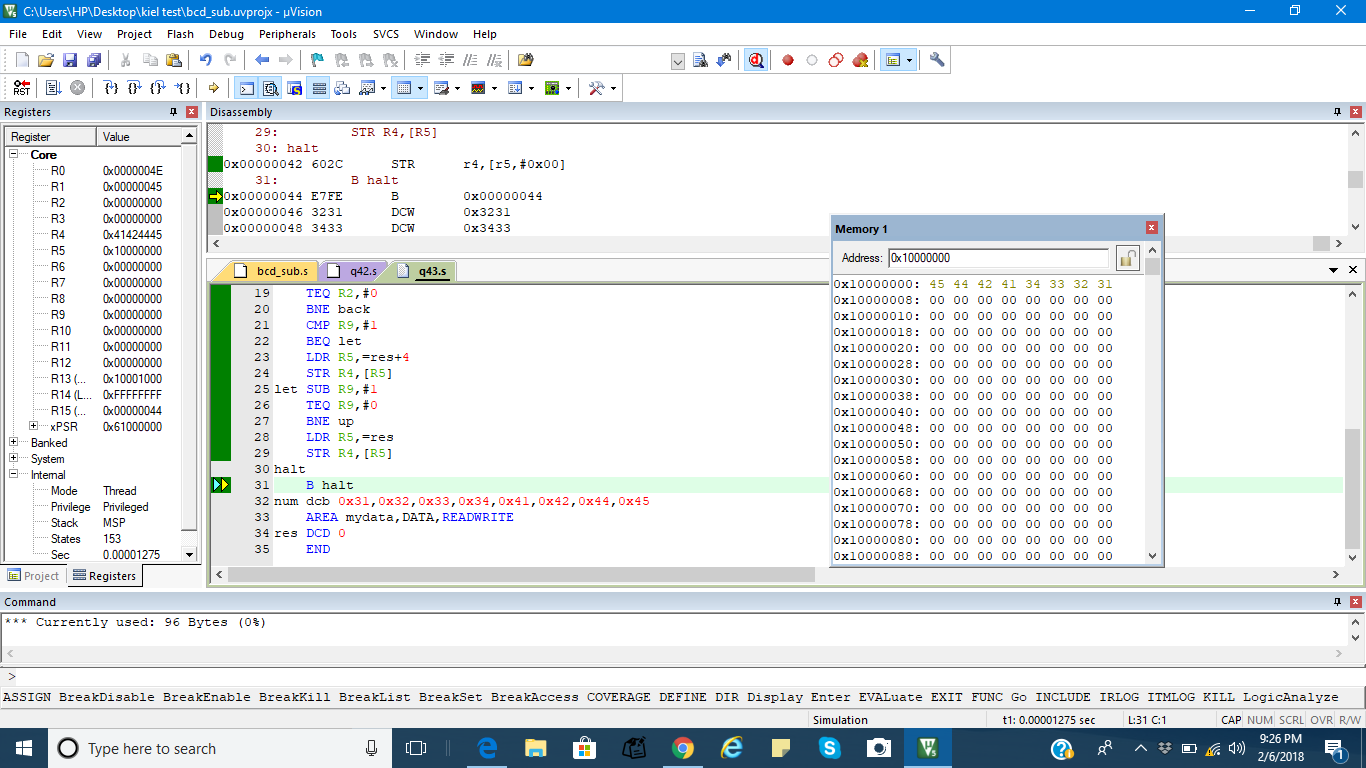 C:\Users\HP\Desktop\kiel test\bcd_sub.uvprojx - µVision
File Edit View Project Flash Debug Peripherals Tools SVCS Window Help
Registers
Register Value
Core
R0 0x0000004E
R1 0x00000045
R2 0x00000000
R3 0x00000000
R4 0x41424445
R5 0x10000000
R6 0x00000000
R7 0x00000000
R8 0x00000000
R9 0x00000000
R10 0x00000000
R11 0x00000000
R12 0x00000000
R13 (... 0x10001000
R14 (L... 0xFFFFFFFF
R15 (... 0x00000044
xPSR 0x61000000
Banked
System
Internal
Mode Thread
Privilege Privileged
Stack MSP
States 153
Sec 0.00001275
Project Registers
Disassembly
29: STR R4,[R5]
30: halt
0x00000042 602C STR r4,[r5,#0x00]
31: B halt
0x00000044 E7FE B 0x00000044
0x00000046 3231 DCW 0x3231
0x00000048 3433 DCW 0x3433
bcd_sub.s q42.s q43.s
19 TEQ R2,#0
20 BNE back
21 CMP R9,#1
22 BEQ let
23 LDR R5,=res+4
24 STR R4,[R5]
25 let SUB R9,#1
26 TEQ R9,#0
27 BNE up
28 LDR R5,=res
29 STR R4,[R5]
30 halt
31 B halt
32 num dcb 0x31,0x32,0x33,0x34,0x41,0x42,0x44,0x45
33 AREA mydata,DATA,READWRITE
34 res DCD 0
35 END
Memory 1
Address: 0x10000000
0x10000000: 45 44 42 41 34 33 32 31
0x10000008: 00 00 00 00 00 00 00 00
0x10000010: 00 00 00 00 00 00 00 00
0x10000018: 00 00 00 00 00 00 00 00
0x10000020: 00 00 00 00 00 00 00 00
0x10000028: 00 00 00 00 00 00 00 00
0x10000030: 00 00 00 00 00 00 00 00
0x10000038: 00 00 00 00 00 00 00 00
0x10000040: 00 00 00 00 00 00 00 00
0x10000048: 00 00 00 00 00 00 00 00
0x10000050: 00 00 00 00 00 00 00 00
0x10000058: 00 00 00 00 00 00 00 00
0x10000060: 00 00 00 00 00 00 00 00
0x10000068: 00 00 00 00 00 00 00 00
0x10000070: 00 00 00 00 00 00 00 00
0x10000078: 00 00 00 00 00 00 00 00
0x10000080: 00 00 00 00 00 00 00 00
0x10000088: 00 00 00 00 00 00 00 00
Command
*** Currently used: 96 Bytes (0%)
>
ASSIGN BreakDisable BreakEnable BreakKill BreakList BreakSet BreakAccess COVERAGE DEFINE DIR Display Enter EVALuate EXIT FUNC Go INCLUDE IRLOG ITMLOG KILL LogicAnalyze
Simulation t1: 0.00001275 sec L:31 C:1 CAP NUM SCRL OVR R/W
Type here to search
9:26 PM
2/6/2018
1